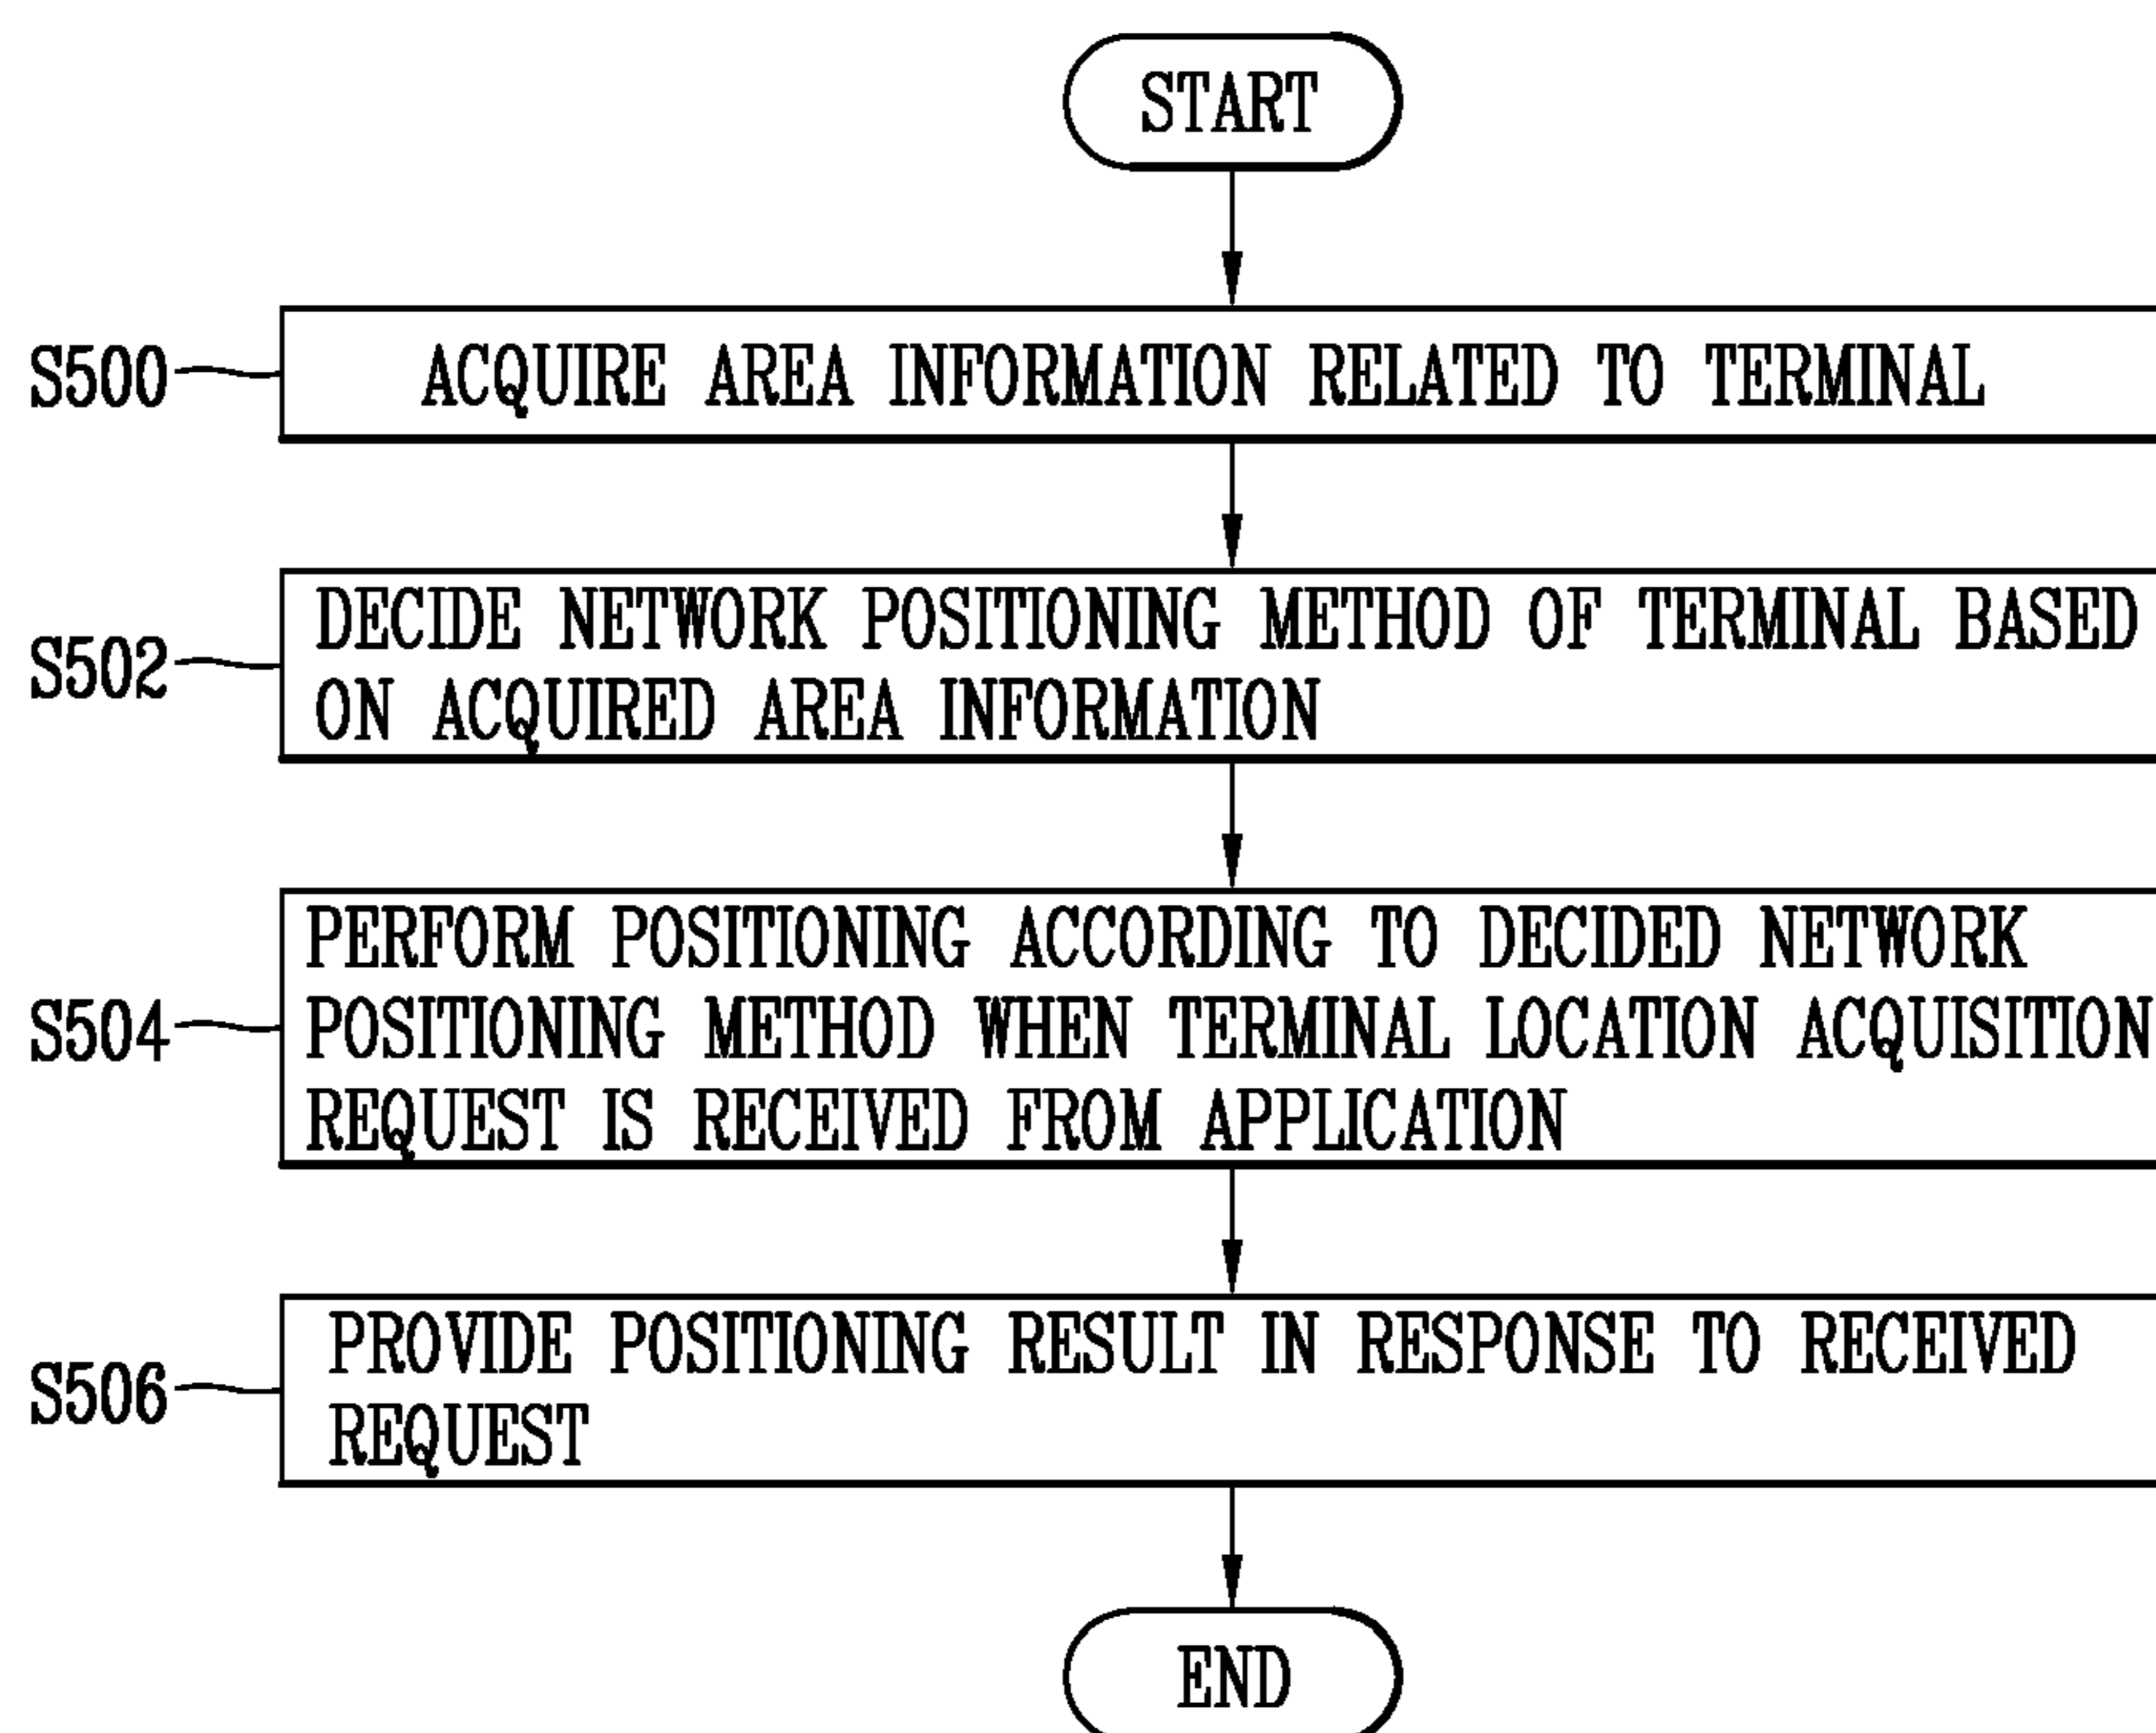 START
S500
ACQUIRE AREA INFORMATION RELATED TO TERMINAL
S502
DECIDE NETWORK POSITIONING METHOD OF TERMINAL BASED
ON ACQUIRED AREA INFORMATION
S504
PERFORM POSITIONING ACCORDING TO DECIDED NETWORK
POSITIONING METHOD WHEN TERMINAL LOCATION ACQUISITION
REQUEST IS RECEIVED FROM APPLICATION
S506
PROVIDE POSITIONING RESULT IN RESPONSE TO RECEIVED
REQUEST
END